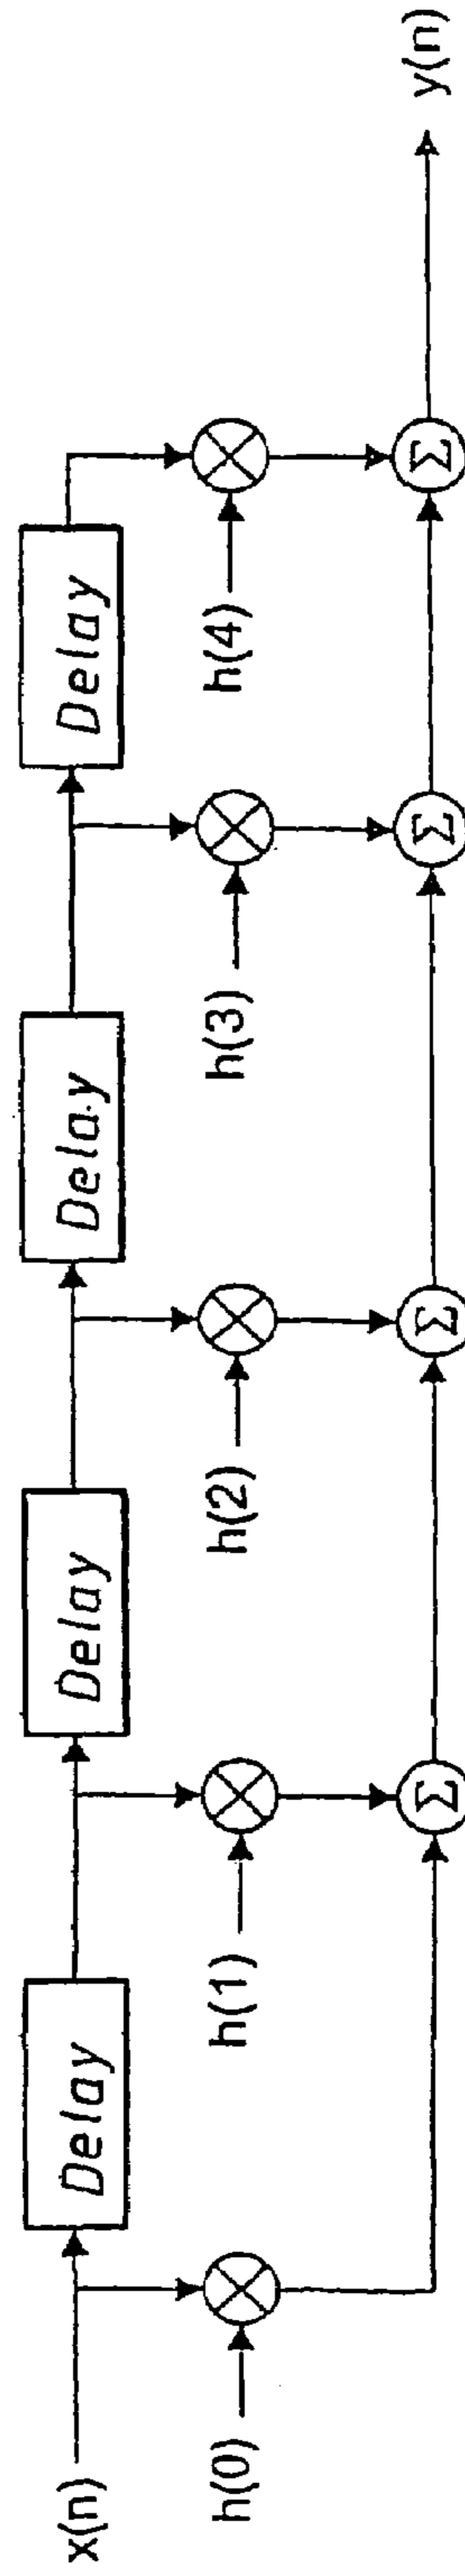 x(n)
Delay
Delay
Delay
Delay
h(0)
h(1)
h(2)
h(3)
h(4)
Σ
Σ
Σ
Σ
y(n)